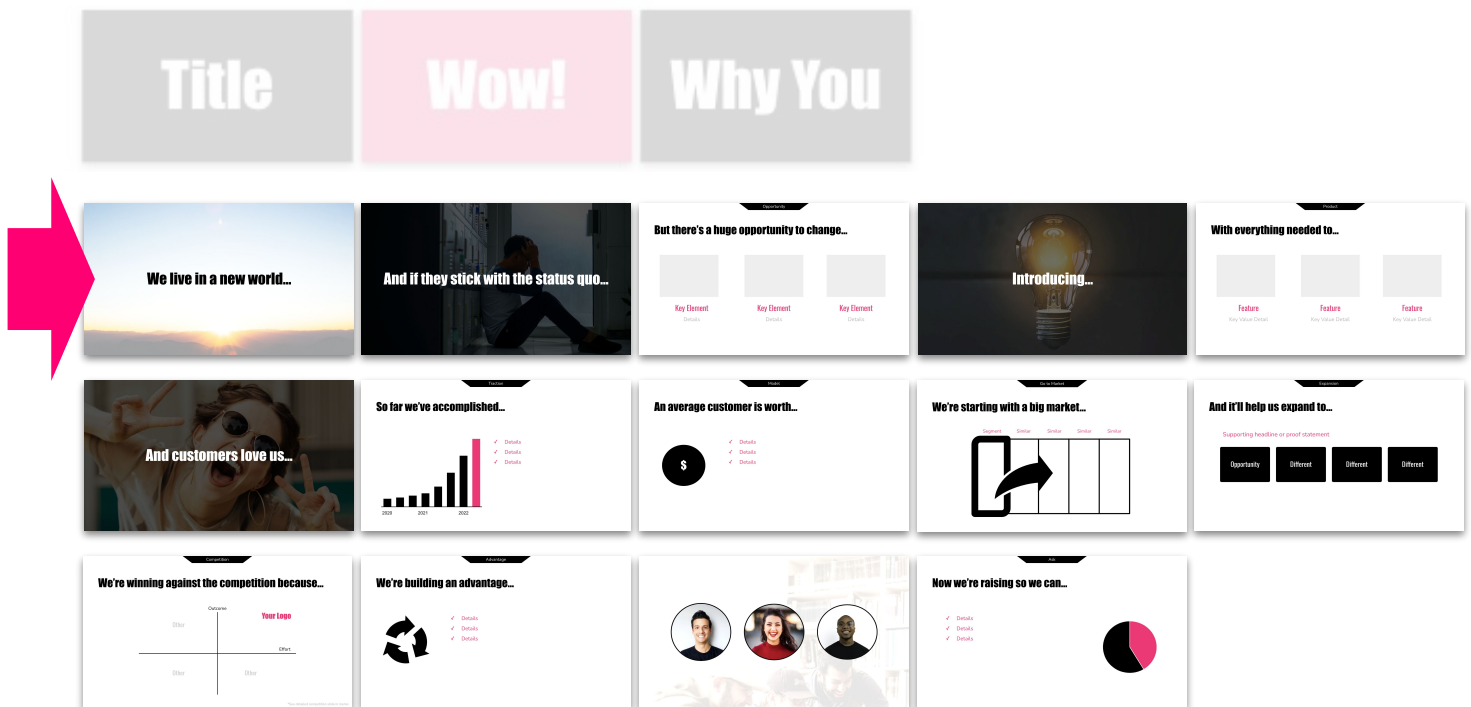 Title
Wow!
Why You
We live in a new world...
And if they stick with the status quo...
Opportunity
But there's a huge opportunity to change...
Key Element
Key Element
Key Element
Details
Details
Details
Introducing...
Product
With everything needed to...
Feature
Feature
Feature
Key Value Detail
Key Value Detail
Key Value Detail
And customers love us...
Traction
So far we've accomplished...
✓ Details
✓ Details
✓ Details
2020
2021
2022
Model
An average customer is worth...
$
✓ Details
✓ Details
✓ Details
Go to Market
We're starting with a big market...
Segment
Similar
Similar
Similar
Similar
Expansion
And it'll help us expand to...
Supporting headline or proof statement
Opportunity
Different
Different
Different
Competition
We're winning against the competition because...
Outcome
Your Logo
Effort
Advantage
We're building an advantage...
✓ Details
✓ Details
✓ Details
Ask
Now we're raising so we can...
✓ Details
✓ Details
✓ Details